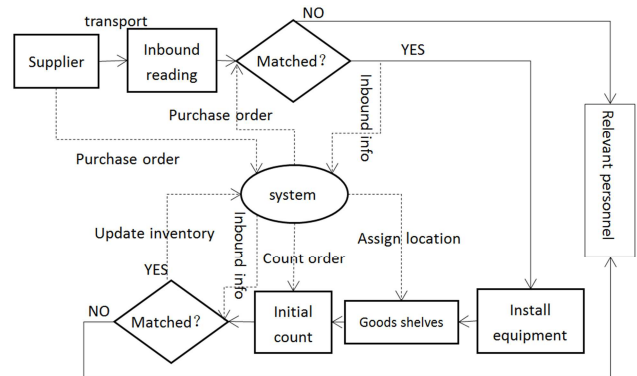 NO
transport
Supplier
Inbound
reading
Matched?
YES
Inbound info
Purchase order
Purchase order
Relevant personnel
system
Update inventory
Inbound info
Assign location
Count order
YES
NO
Matched?
Initial
count
Goods shelves
Install
equipment